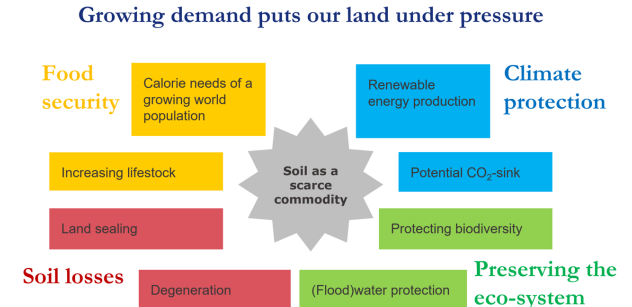 Growing demand puts our land under pressure
Food
security
Calorie needs of a
growing world
population
Renewable
energy production
Climate
protection
Increasing lifestock
Soil as a
scarce
commodity
Potential CO₂-sink
Land sealing
Protecting biodiversity
Soil losses
Degeneration
(Flood)water protection
Preserving the
eco-system